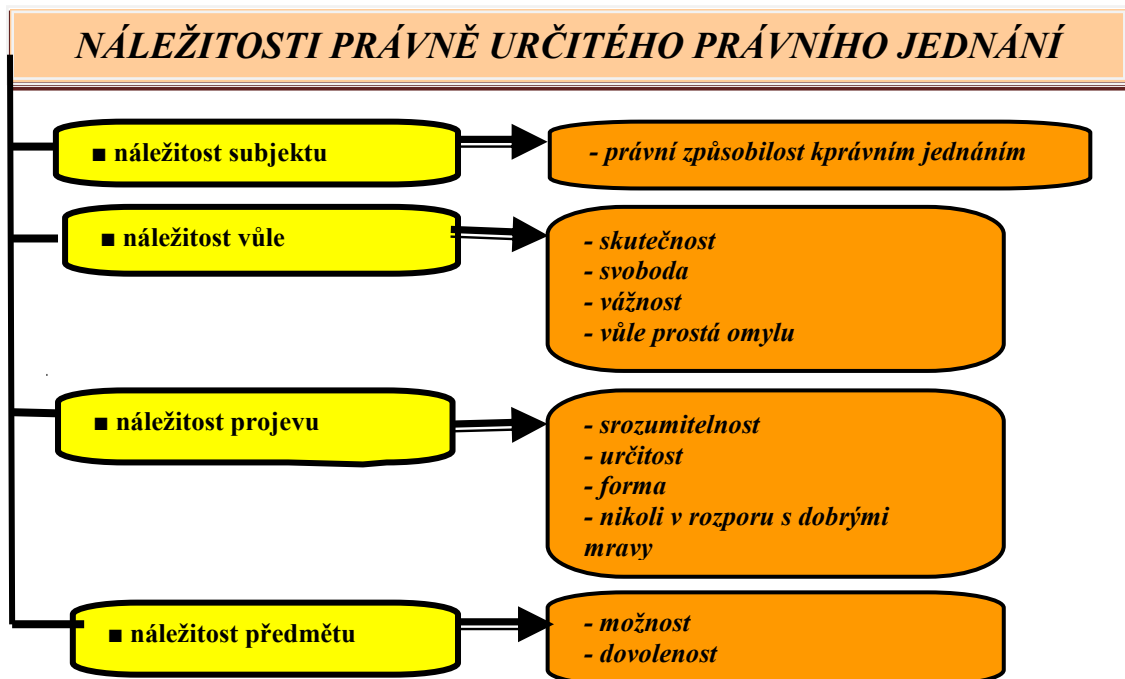 NÁLEŽITOSTI PRÁVNĚ URČITÉHO PRÁVNÍHO JEDNÁNÍ
■ náležitost subjektu
- právní způsobilost kprávním jednáním
■ náležitost vůle
- skutečnost
- svoboda
- vážnost
- vůle prostá omylu
■ náležitost projevu
- srozumitelnost
- určitost
- forma
- nikoli v rozporu s dobrými
mravy
■ náležitost předmětu
- možnost
- dovolenost